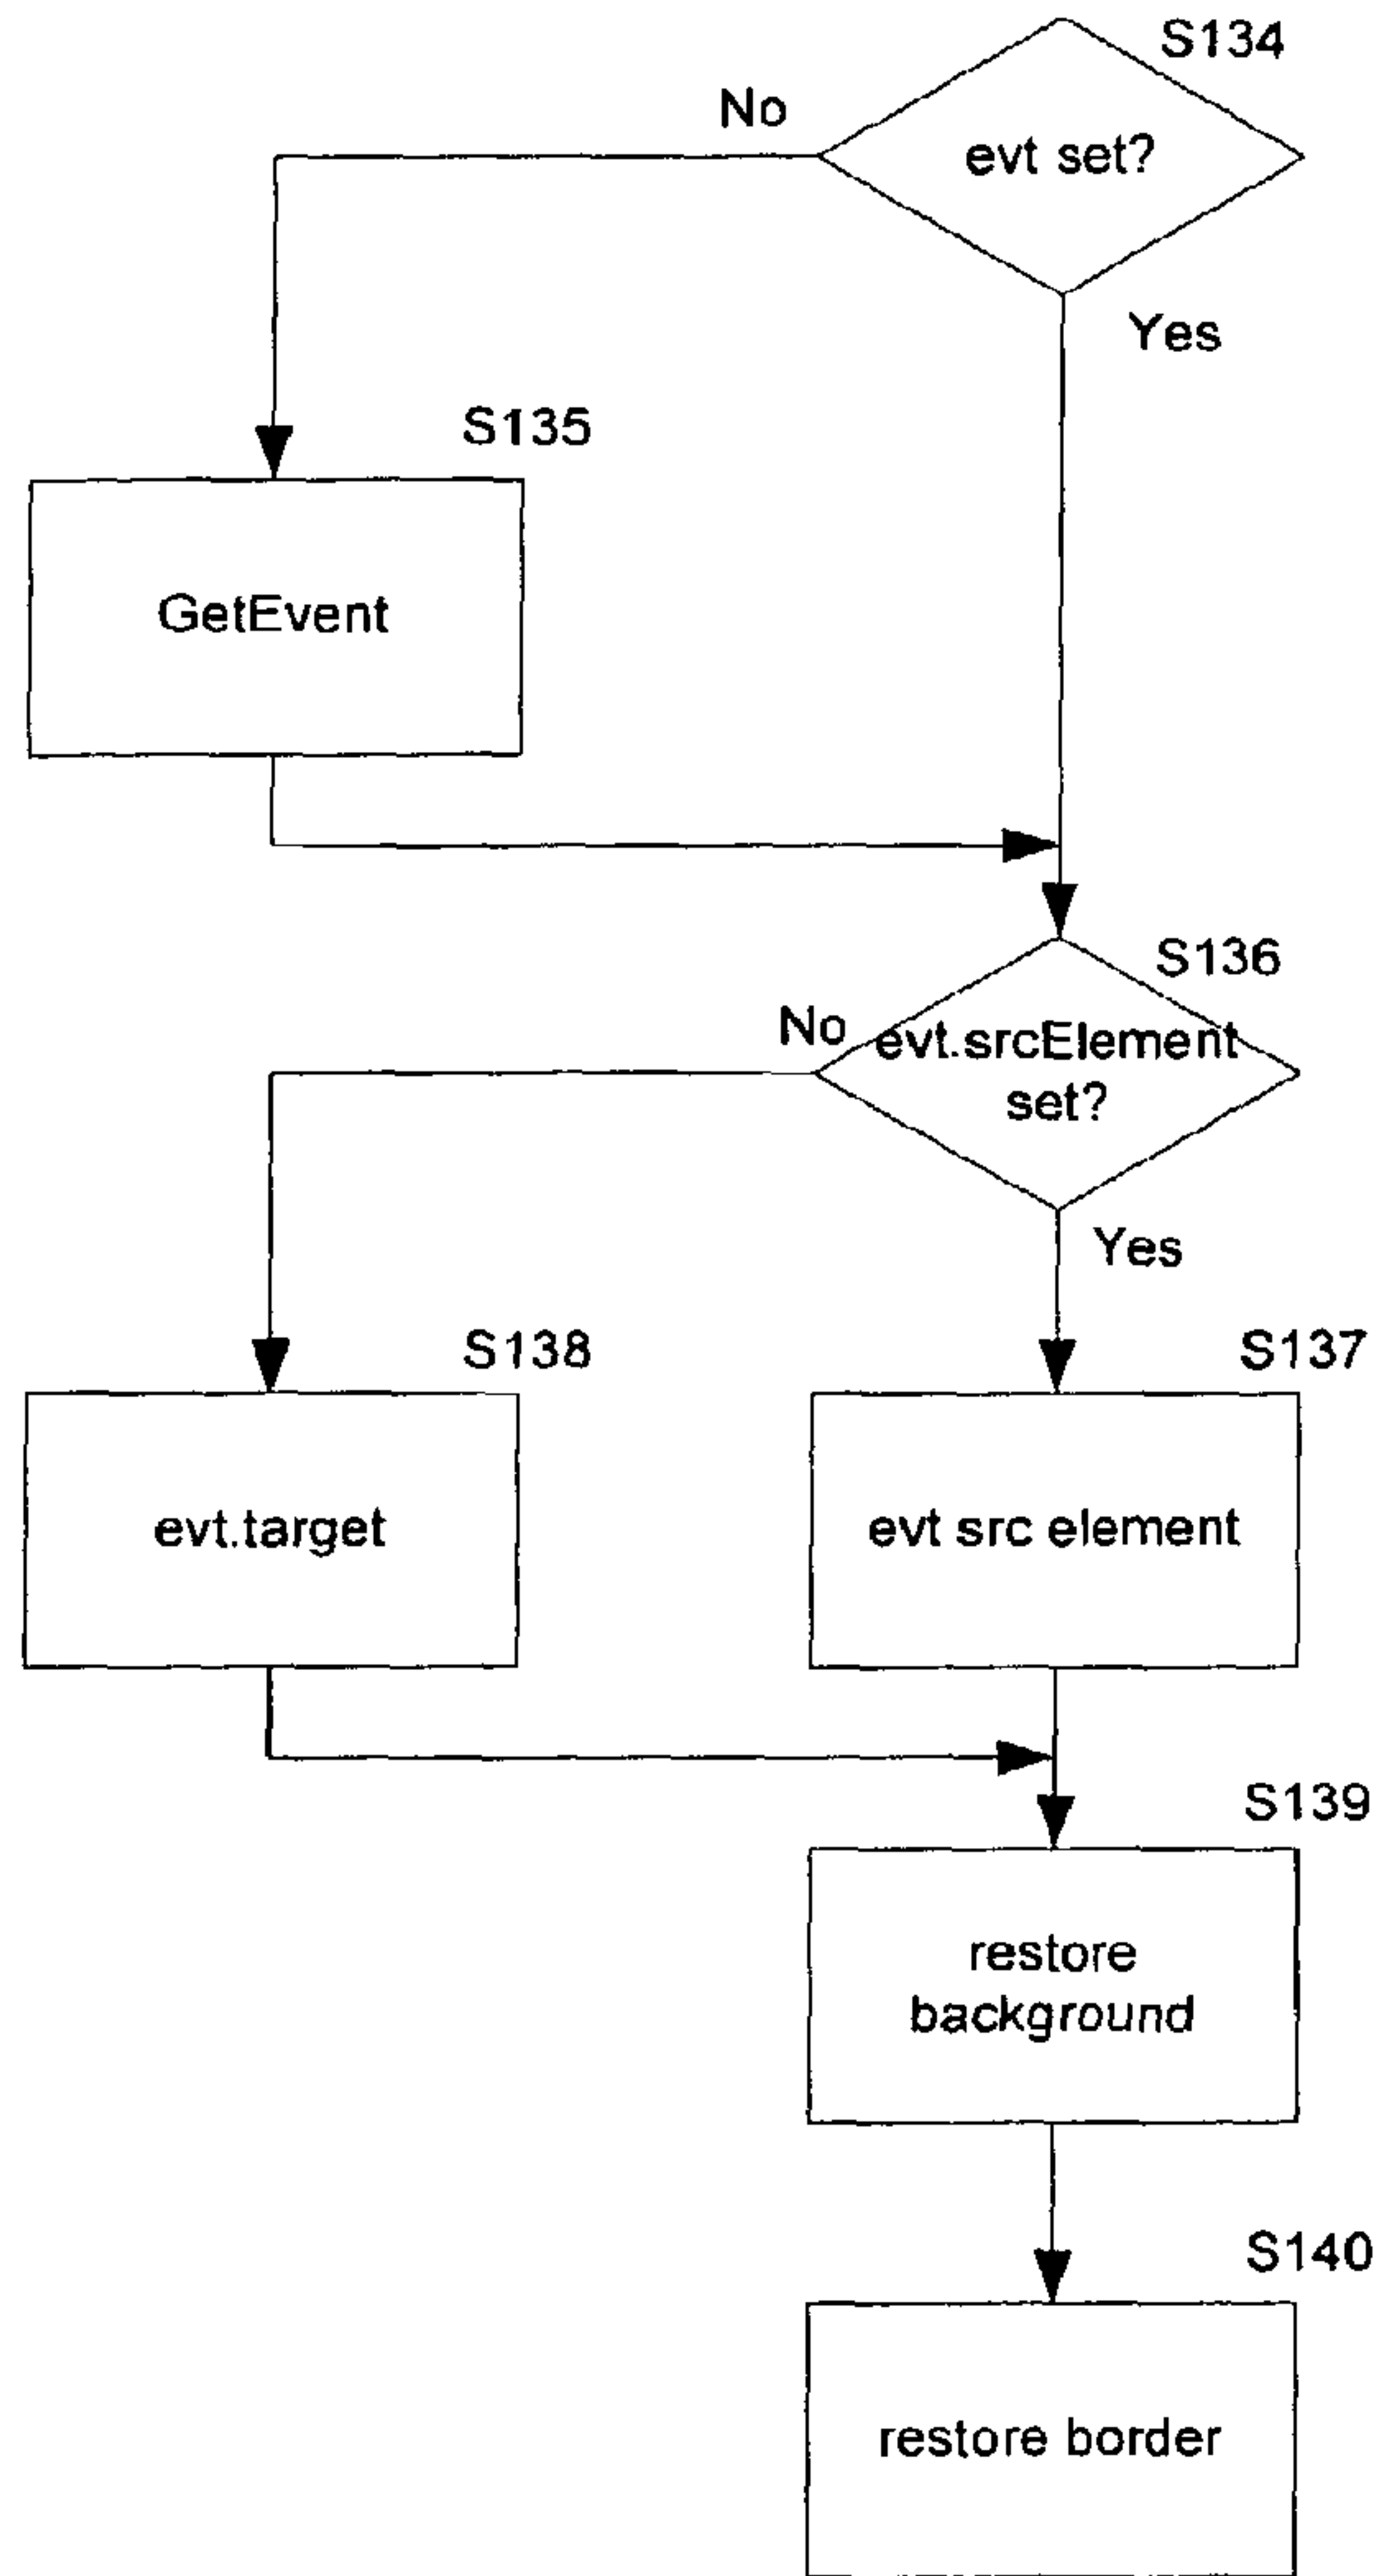 S134
No
evt set?
Yes
S135
GetEvent
S136
No
evt.srcElement
set?
Yes
S138
S137
evt.target
evt src element
S139
restore
background
S140
restore border